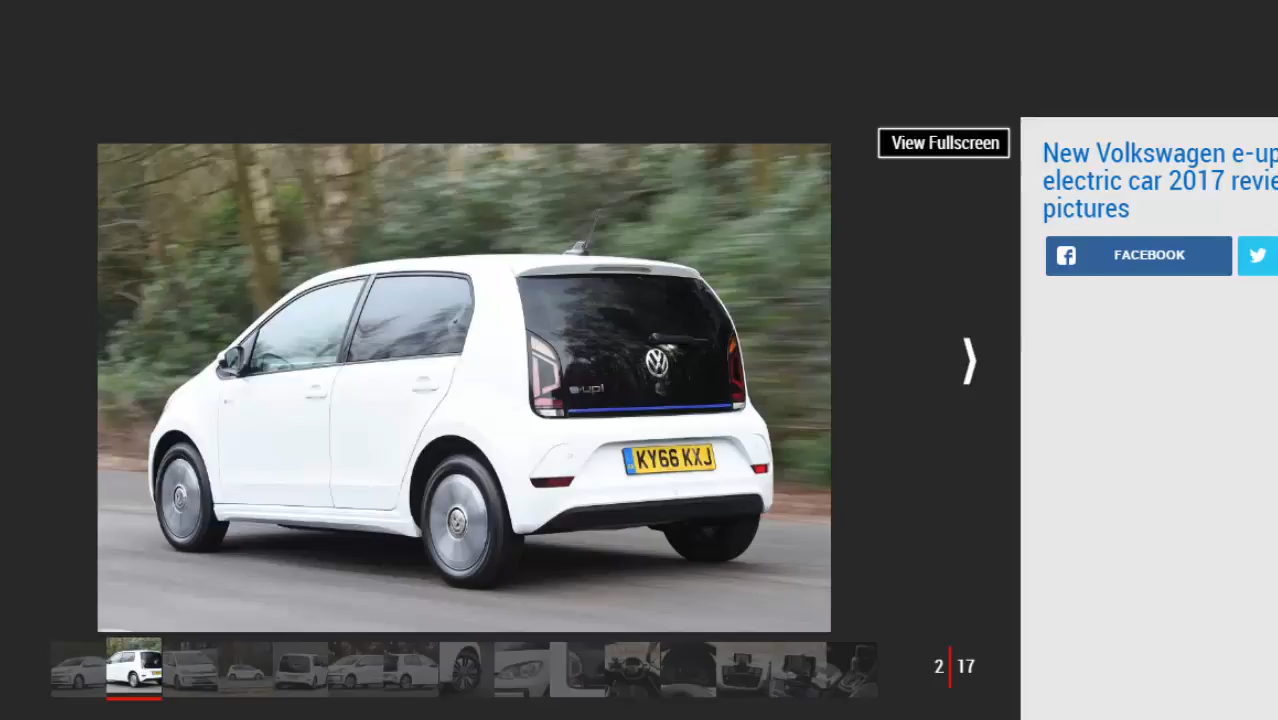 View Fullscreen
New Volkswagen e-up
electric car 2017 revie
pictures
FACEBOOK
e-up!
KY66 KXJ
2 17